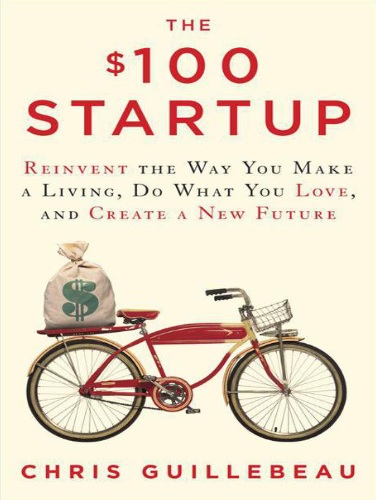 THE
$100
STARTUP
REINVENT THE WAY YOU MAKE
A LIVING, DO WHAT YOU LOVE,
AND CREATE A NEW FUTURE
$
CHRIS GUILLEBEAU